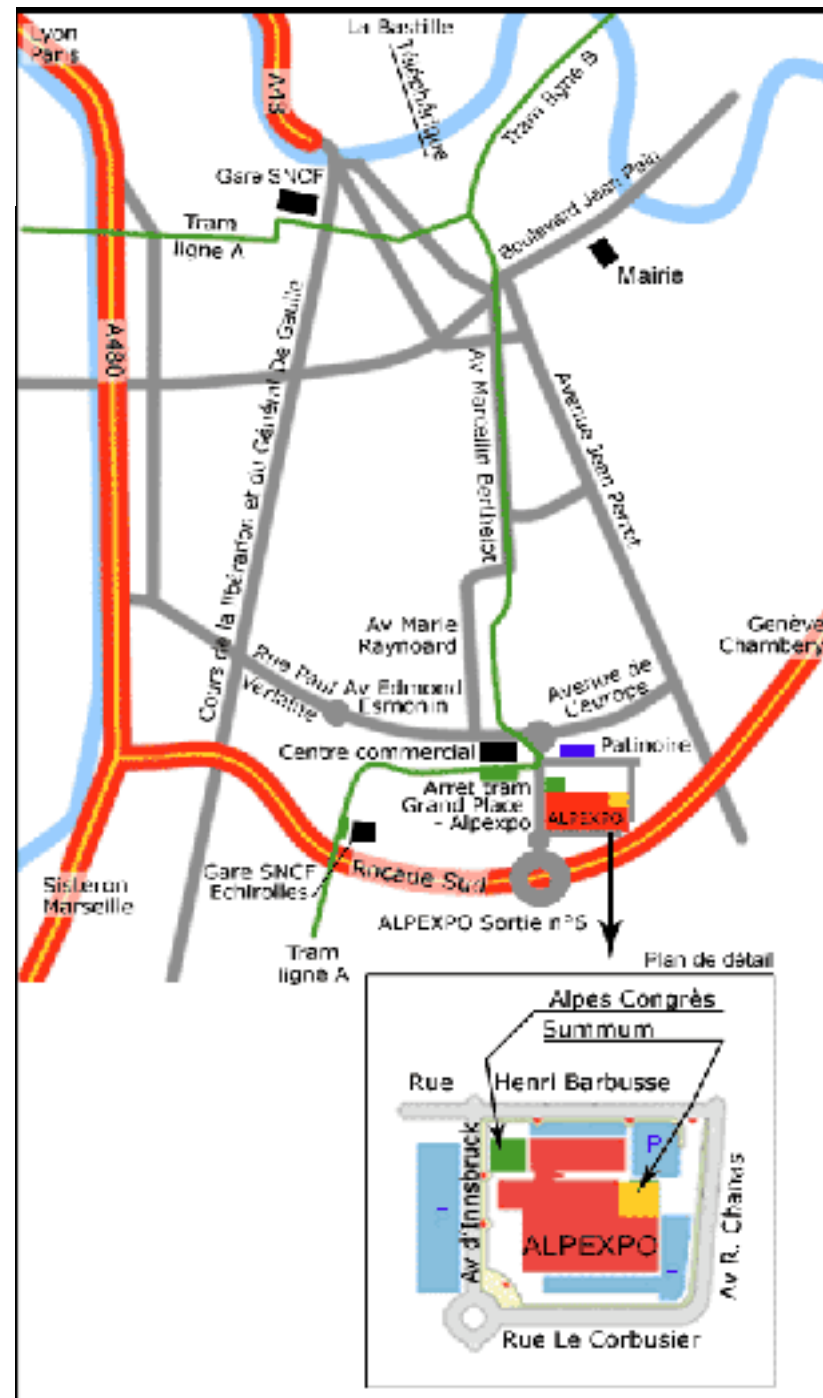 Lyon
Paris
A48
La Bastille
Téléphérique
Tram ligne B
Gare SNCF
Tram
ligne A
Boulevard Jean Pain
Mairie
A480
Cours de la libération et du Général De Gaulle
Av Marcellin Berthelot
Avenue Jean Perrot
Av Marie
Raynoard
Genève
Chambery
Rue Paul
Verlaine
Av Edmond
Esmonin
Avenue de
L'europe
Centre commercial
Patinoire
Arret tram
Grand Place
- Alpexpo
ALPEXPO
Gare SNCF
Echirolles
Rocade Sud
Sisteron
Marseille
ALPEXPO Sortie n°6
Tram
ligne A
Plan de détail
Alpes Congrès
Summum
Rue Henri Barbusse
P
Av d'Innsbruck
ALPEXPO
Av R. Chanas
Rue Le Corbusier